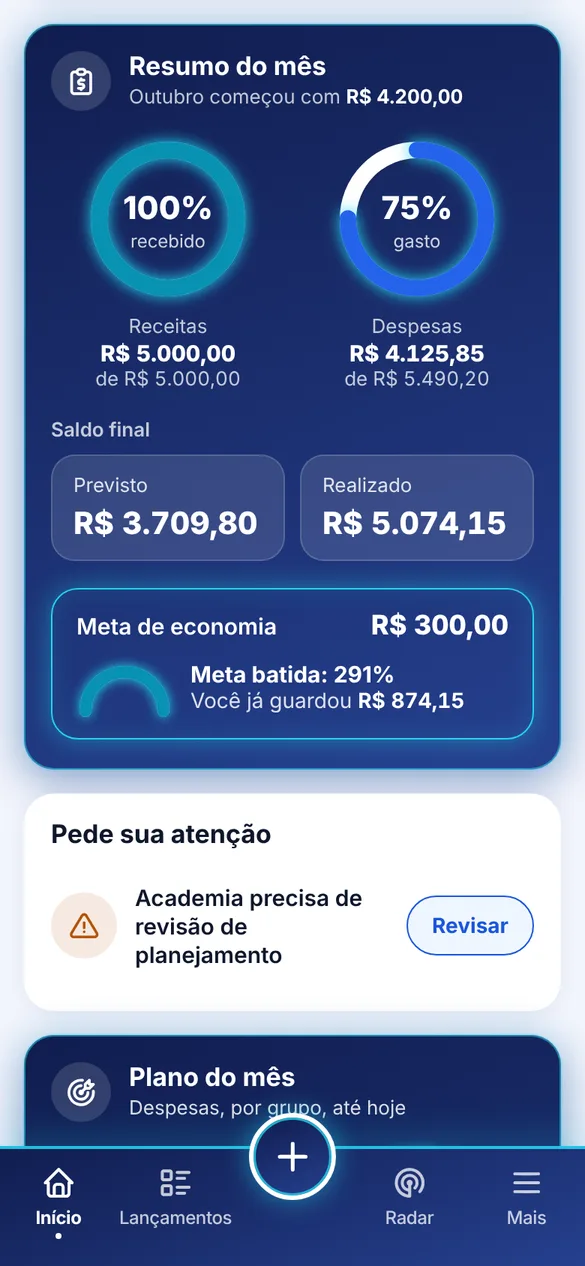 Resumo do mês
Outubro começou com R$ 4.200,00
100%
recebido
75%
gasto
Receitas
R$ 5.000,00
de R$ 5.000,00
Despesas
R$ 4.125,85
de R$ 5.490,20
Saldo final
Previsto
R$ 3.709,80
Realizado
R$ 5.074,15
Meta de economia
R$ 300,00
Meta batida: 291%
Você já guardou R$ 874,15
Pede sua atenção
Academia precisa de
revisão de
planejamento
Revisar
Plano do mês
Despesas, por grupo, até hoje
Início
Lançamentos
Radar
Mais